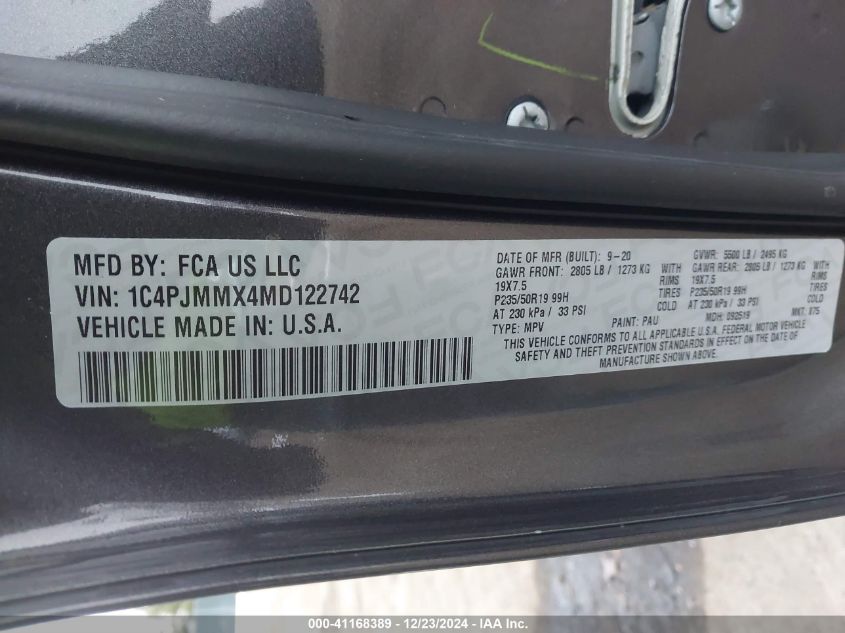 MFD BY: FCA US LLC
VIN: 1C4PJMMX4MD122742
VEHICLE MADE IN: U.S.A.
DATE OF MFR (BUILT): 9-20 GVWR: 5500 LB / 2495 KG
GAWR FRONT: 2805 LB / 1273 KG WITH GAWR REAR: 2805 LB / 1273 KG WITH
19X7.5 RIMS 19X7.5 RIMS
P235/50R19 99H TIRES P235/50R19 99H TIRES
AT 230 kPa / 33 PSI COLD AT 230 kPa / 33 PSI COLD
TYPE: MPV PAINT: PAU MDH: 092519 MKT: X75
THIS VEHICLE CONFORMS TO ALL APPLICABLE U.S.A. FEDERAL MOTOR VEHICLE
SAFETY AND THEFT PREVENTION STANDARDS IN EFFECT ON THE DATE OF
MANUFACTURE SHOWN ABOVE.
000-41168389 - 12/23/2024 - IAA Inc.